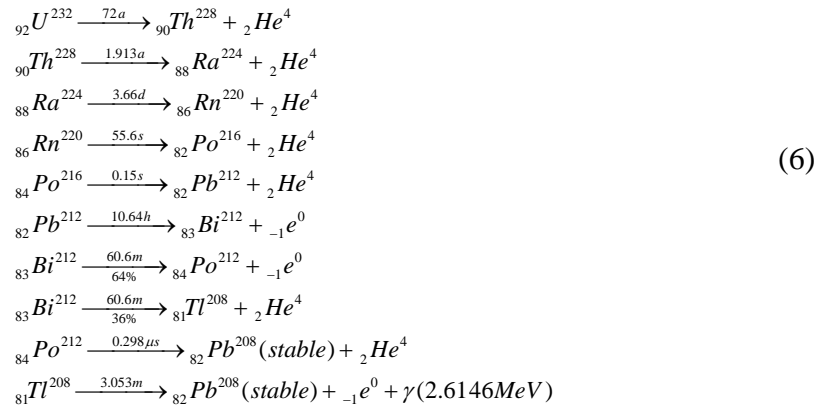 ₉₂U²³² —72a→ ₉₀Th²²⁸ + ₂He⁴
₉₀Th²²⁸ —1.913a→ ₈₈Ra²²⁴ + ₂He⁴
₈₈Ra²²⁴ —3.66d→ ₈₆Rn²²⁰ + ₂He⁴
₈₆Rn²²⁰ —55.6s→ ₈₂Po²¹⁶ + ₂He⁴
(6)
₈₄Po²¹⁶ —0.15s→ ₈₂Pb²¹² + ₂He⁴
₈₂Pb²¹² —10.64h→ ₈₃Bi²¹² + ₋₁e⁰
₈₃Bi²¹² —60.6m 64%→ ₈₄Po²¹² + ₋₁e⁰
₈₃Bi²¹² —60.6m 36%→ ₈₁Tl²⁰⁸ + ₂He⁴
₈₄Po²¹² —0.298μs→ ₈₂Pb²⁰⁸(stable) + ₂He⁴
₈₁Tl²⁰⁸ —3.053m→ ₈₂Pb²⁰⁸(stable) + ₋₁e⁰ + γ(2.6146MeV)